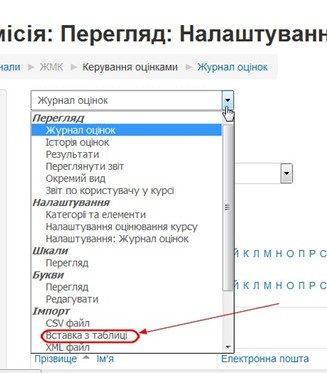 місія: Перегляд: Налаштуванн
нали ▸ ЖМК ▸ Керування оцінками ▸ Журнал оцінок
Журнал оцінок
Перегляд
Журнал оцінок
Історія оцінок
Результати
Переглянути звіт
Окремий вид
Звіт по користувачу у курсі
Налаштування
Категорії та елементи
Налаштування оцінювання курсу
Налаштування: Журнал оцінок
Шкали
Перегляд
Букви
Перегляд
Редагувати
Імпорт
CSV файл
Вставка з таблиці
XML файл
Й К Л М Н О П Р С
Й К Л М Н О П Р С
Прізвище Ім'я Електронна пошта